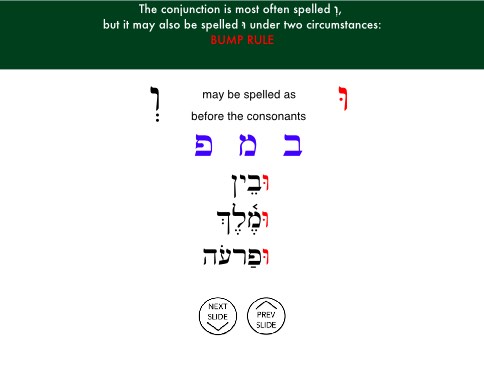 The conjunction is most often spelled וְ,
but it may also be spelled וּ under two circumstances:
BUMP RULE
וְ may be spelled as וּ
before the consonants
ב מ פ
וּבֵין
וּמֶ֫לֶךְ
וּפַרעֹה
NEXT SLIDE
PREV SLIDE